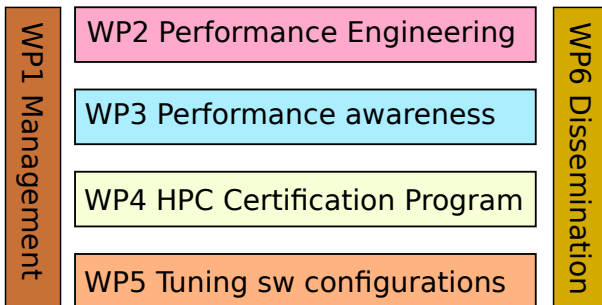 WP1 Management
WP2 Performance Engineering
WP3 Performance awareness
WP4 HPC Certification Program
WP5 Tuning sw configurations
WP6 Dissemination